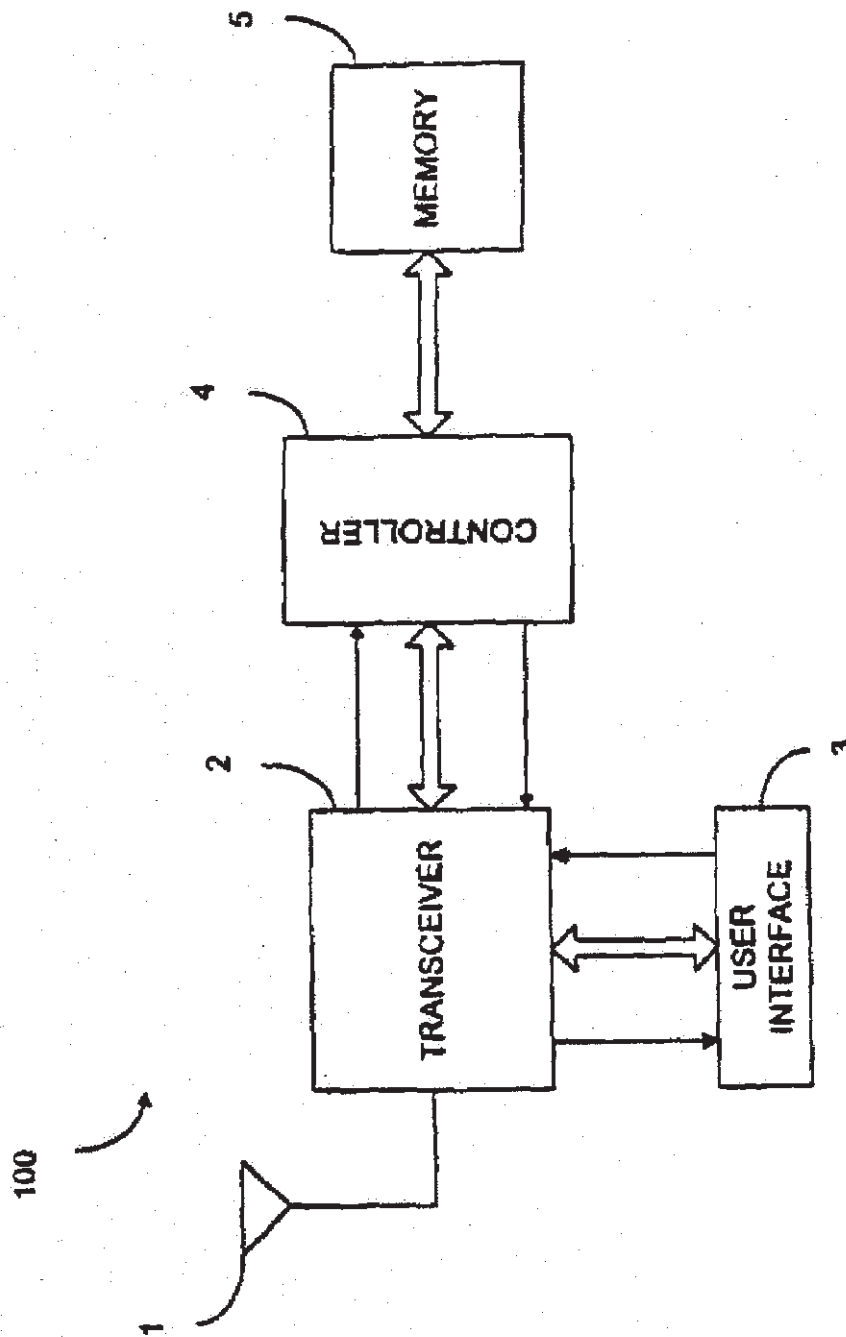 100
1
2
4
5
TRANSCEIVER
CONTROLLER
MEMORY
USER
INTERFACE
3